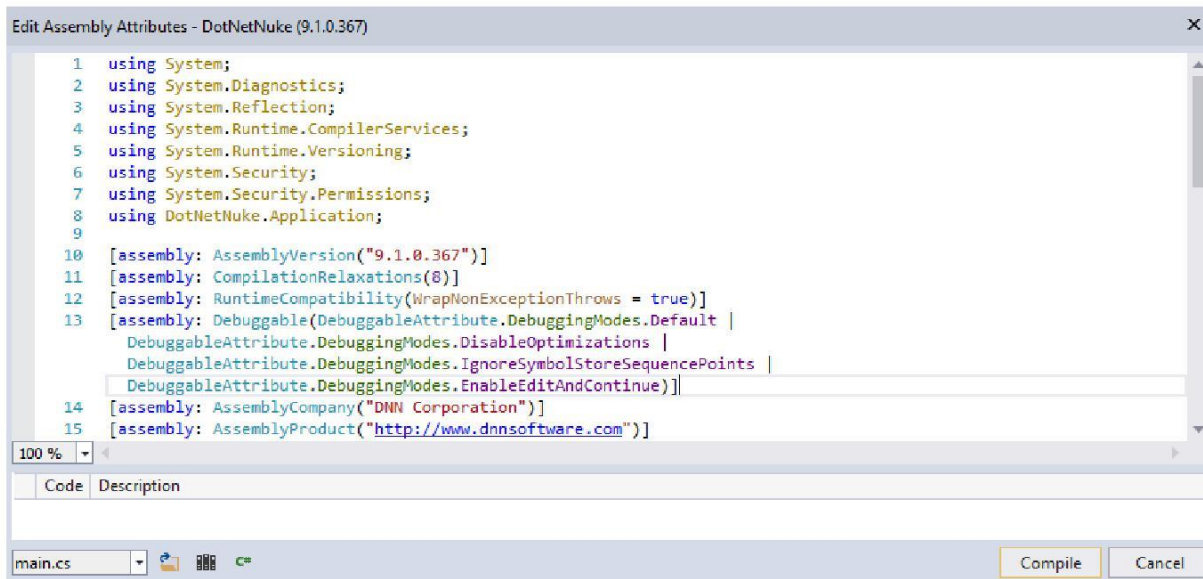 Edit Assembly Attributes - DotNetNuke (9.1.0.367)
1 using System;
2 using System.Diagnostics;
3 using System.Reflection;
4 using System.Runtime.CompilerServices;
5 using System.Runtime.Versioning;
6 using System.Security;
7 using System.Security.Permissions;
8 using DotNetNuke.Application;
9
10 [assembly: AssemblyVersion("9.1.0.367")]
11 [assembly: CompilationRelaxations(8)]
12 [assembly: RuntimeCompatibility(WrapNonExceptionThrows = true)]
13 [assembly: Debuggable(DebuggableAttribute.DebuggingModes.Default |
DebuggableAttribute.DebuggingModes.DisableOptimizations |
DebuggableAttribute.DebuggingModes.IgnoreSymbolStoreSequencePoints |
DebuggableAttribute.DebuggingModes.EnableEditAndContinue)]
14 [assembly: AssemblyCompany("DNN Corporation")]
15 [assembly: AssemblyProduct("http://www.dnnsoftware.com")]
100 %
Code Description
main.cs C# Compile Cancel